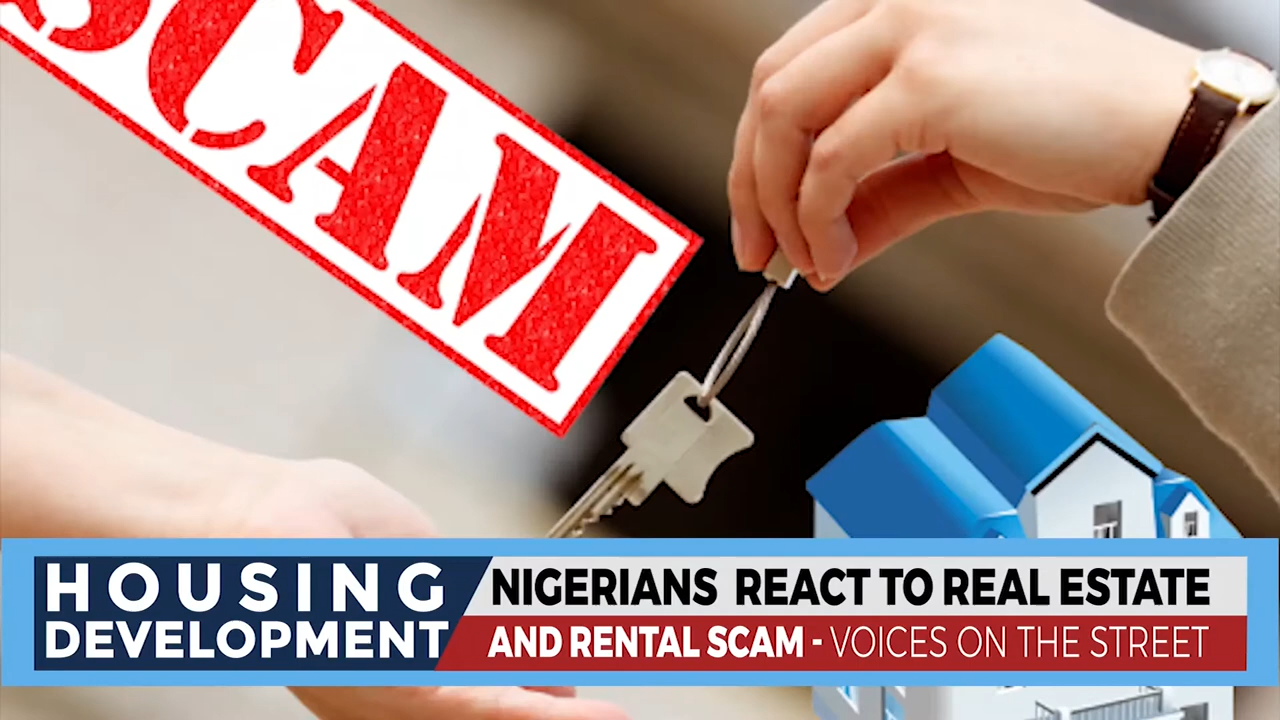 SCAM
HOUSING
DEVELOPMENT
NIGERIANS REACT TO REAL ESTATE
AND RENTAL SCAM - VOICES ON THE STREET